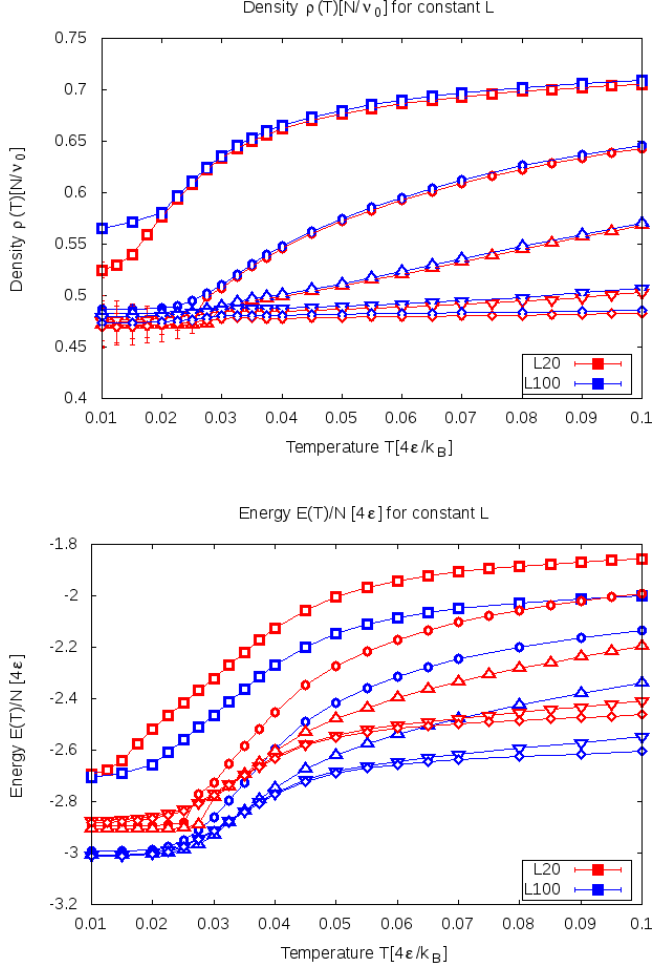 Density ρ(T)[N/ν0] for constant L
0.75
0.7
0.65
0.6
0.55
0.5
0.45
0.4
Density ρ(T)[N/ν0]
L20
L100
0.01 0.02 0.03 0.04 0.05 0.06 0.07 0.08 0.09 0.1
Temperature T[4ε/kB]
Energy E(T)/N [4ε] for constant L
-1.8
-2
-2.2
-2.4
-2.6
-2.8
-3
-3.2
Energy E(T)/N [4ε]
L20
L100
0.01 0.02 0.03 0.04 0.05 0.06 0.07 0.08 0.09 0.1
Temperature T[4ε/kB]